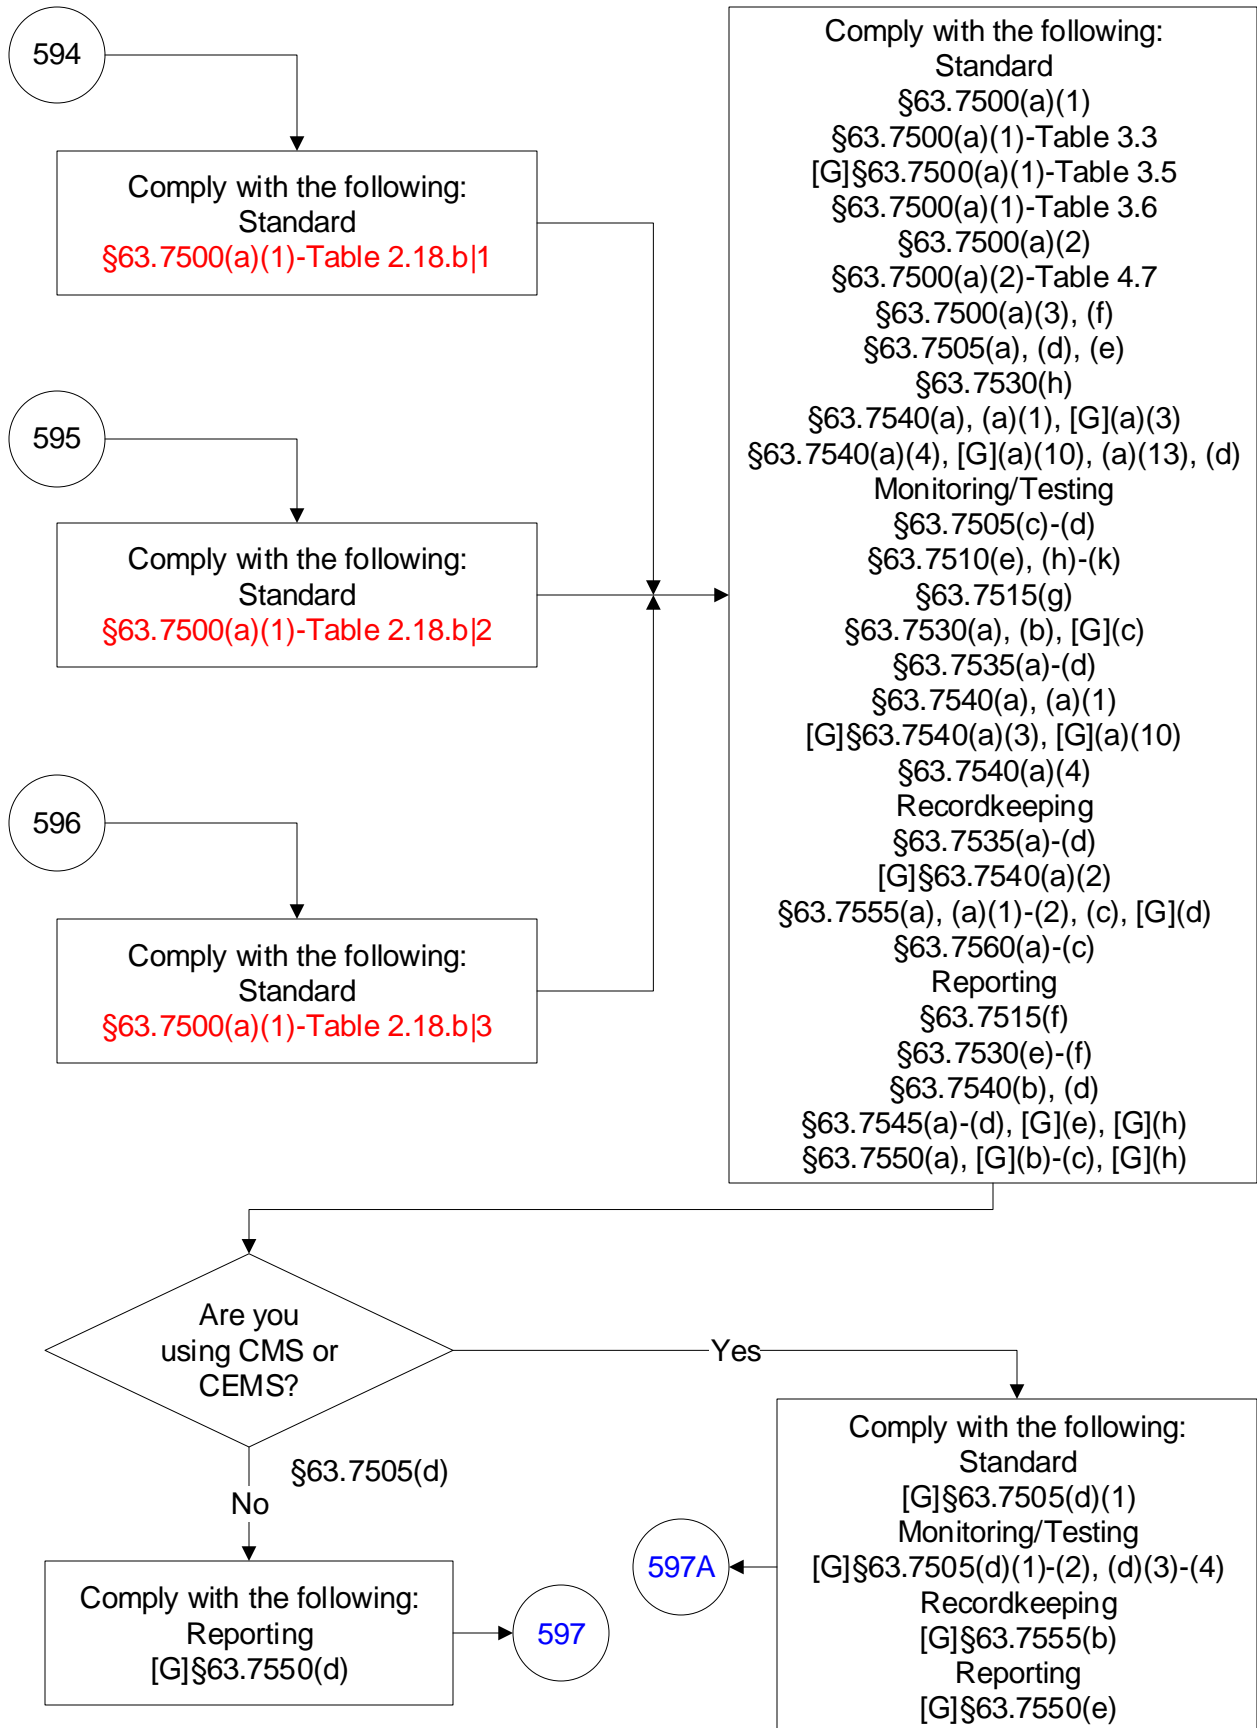 594
Comply with the following:
Standard
§63.7500(a)(1)-Table 2.18.b|1
595
Comply with the following:
Standard
§63.7500(a)(1)-Table 2.18.b|2
596
Comply with the following:
Standard
§63.7500(a)(1)-Table 2.18.b|3
Comply with the following:
Standard
§63.7500(a)(1)
§63.7500(a)(1)-Table 3.3
[G]§63.7500(a)(1)-Table 3.5
§63.7500(a)(1)-Table 3.6
§63.7500(a)(2)
§63.7500(a)(2)-Table 4.7
§63.7500(a)(3), (f)
§63.7505(a), (d), (e)
§63.7530(h)
§63.7540(a), (a)(1), [G](a)(3)
§63.7540(a)(4), [G](a)(10), (a)(13), (d)
Monitoring/Testing
§63.7505(c)-(d)
§63.7510(e), (h)-(k)
§63.7515(g)
§63.7530(a), (b), [G](c)
§63.7535(a)-(d)
§63.7540(a), (a)(1)
[G]§63.7540(a)(3), [G](a)(10)
§63.7540(a)(4)
Recordkeeping
§63.7535(a)-(d)
[G]§63.7540(a)(2)
§63.7555(a), (a)(1)-(2), (c), [G](d)
§63.7560(a)-(c)
Reporting
§63.7515(f)
§63.7530(e)-(f)
§63.7540(b), (d)
§63.7545(a)-(d), [G](e), [G](h)
§63.7550(a), [G](b)-(c), [G](h)
Are you
using CMS or
CEMS?
Yes
§63.7505(d)
No
Comply with the following:
Reporting
[G]§63.7550(d)
597
597A
Comply with the following:
Standard
[G]§63.7505(d)(1)
Monitoring/Testing
[G]§63.7505(d)(1)-(2), (d)(3)-(4)
Recordkeeping
[G]§63.7555(b)
Reporting
[G]§63.7550(e)